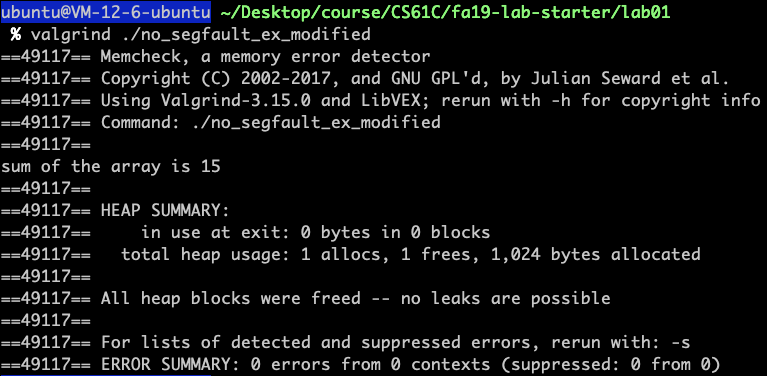 ubuntu@VM-12-6-ubuntu ~/Desktop/course/CS61C/fa19-lab-starter/lab01
% valgrind ./no_segfault_ex_modified
==49117== Memcheck, a memory error detector
==49117== Copyright (C) 2002-2017, and GNU GPL'd, by Julian Seward et al.
==49117== Using Valgrind-3.15.0 and LibVEX; rerun with -h for copyright info
==49117== Command: ./no_segfault_ex_modified
==49117==
sum of the array is 15
==49117==
==49117== HEAP SUMMARY:
==49117==     in use at exit: 0 bytes in 0 blocks
==49117==   total heap usage: 1 allocs, 1 frees, 1,024 bytes allocated
==49117==
==49117== All heap blocks were freed -- no leaks are possible
==49117==
==49117== For lists of detected and suppressed errors, rerun with: -s
==49117== ERROR SUMMARY: 0 errors from 0 contexts (suppressed: 0 from 0)